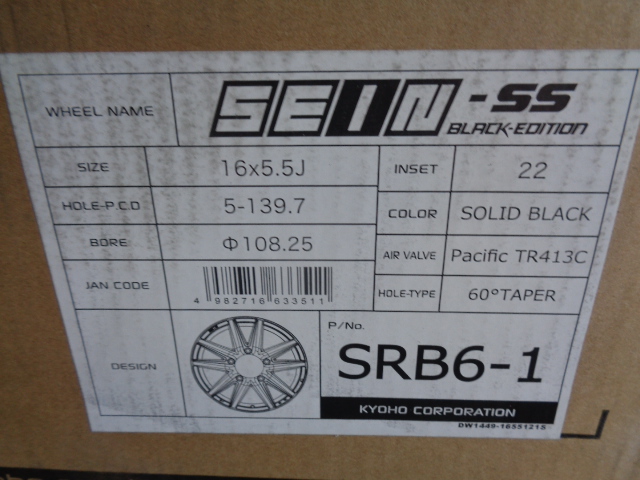 WHEEL NAME SEIN-SS
BLACK-EDITION
SIZE 16x5.5J INSET 22
HOLE-P.C.D 5-139.7 COLOR SOLID BLACK
BORE Φ108.25 AIR VALVE Pacific TR413C
JAN CODE 4 982716 633511 HOLE-TYPE 60°TAPER
DESIGN P/No.
SRB6-1
KYOHO CORPORATION
DW1449-1655121S